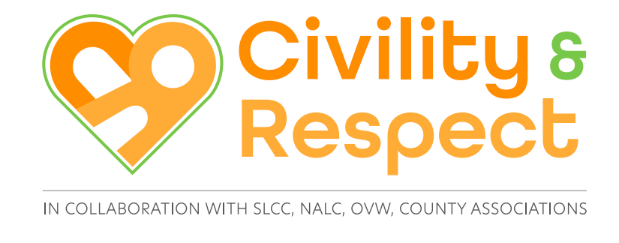 Civility &
Respect
IN COLLABORATION WITH SLCC, NALC, OVW, COUNTY ASSOCIATIONS